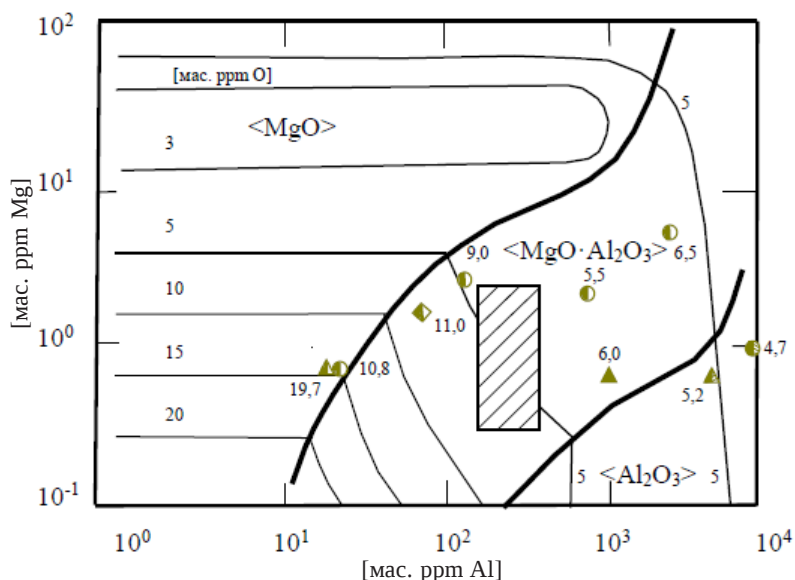 10²
[мас. ppm O]
5
<MgO>
3
10¹
5
9,0 <MgO·Al₂O₃> 6,5
5,5
10
11,0
10⁰
15
6,0
4,7
19,7
10,8
5,2
20
5 <Al₂O₃> 5
10⁻¹
10⁰ 10¹ 10² 10³ 10⁴
[мас. ppm Al]
[мас. ppm Mg]